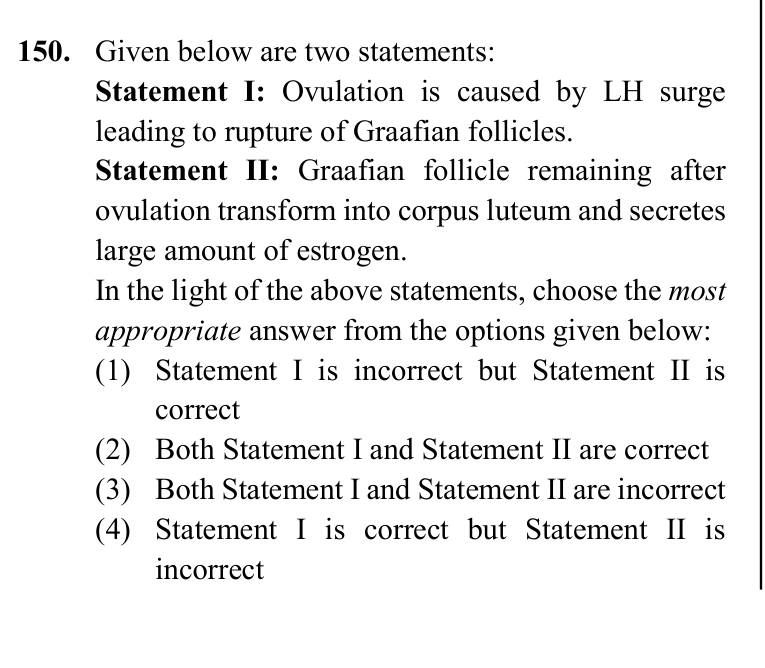 150. Given below are two statements:
Statement I: Ovulation is caused by LH surge
leading to rupture of Graafian follicles.
Statement II: Graafian follicle remaining after
ovulation transform into corpus luteum and secretes
large amount of estrogen.
In the light of the above statements, choose the most
appropriate answer from the options given below:
(1) Statement I is incorrect but Statement II is
correct
(2) Both Statement I and Statement II are correct
(3) Both Statement I and Statement II are incorrect
(4) Statement I is correct but Statement II is
incorrect